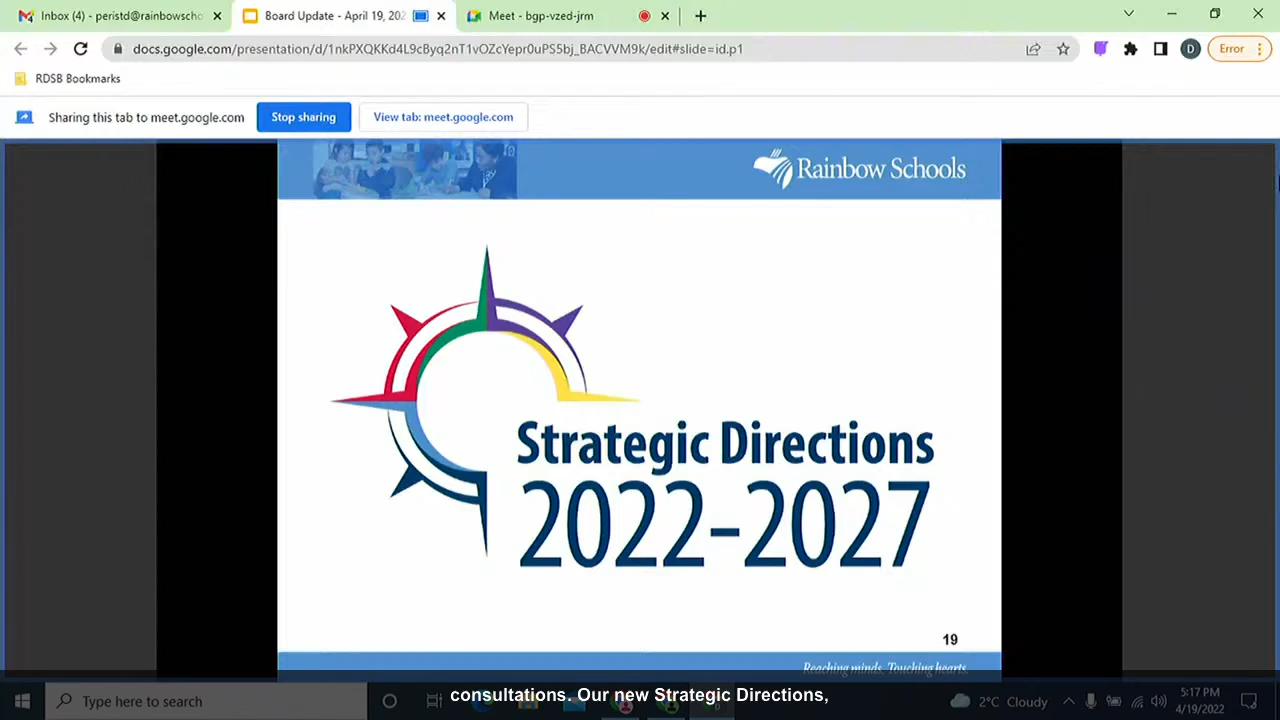 Inbox (4) - peristd@rainbowscho
Board Update - April 19, 202
Meet - bgp-vzed-jrm
docs.google.com/presentation/d/1nkPXQKKd4L9cByq2nT1vOZcYepr0uPS5bj_BACVVM9k/edit#slide=id.p1
D
Error
RDSB Bookmarks
Sharing this tab to meet.google.com
Stop sharing
View tab: meet.google.com
Rainbow Schools
Strategic Directions
2022-2027
19
Reaching minds. Touching hearts.
Type here to search
consultations. Our new Strategic Directions,
2°C Cloudy
5:17 PM
4/19/2022